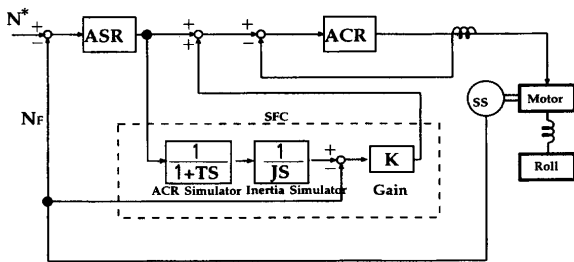 N*
+
−
ASR
+
+
+
−
ACR
NF
SS
Motor
SFC
1
1+TS
1
JS
+
−
K
Roll
ACR Simulator
Inertia Simulator
Gain